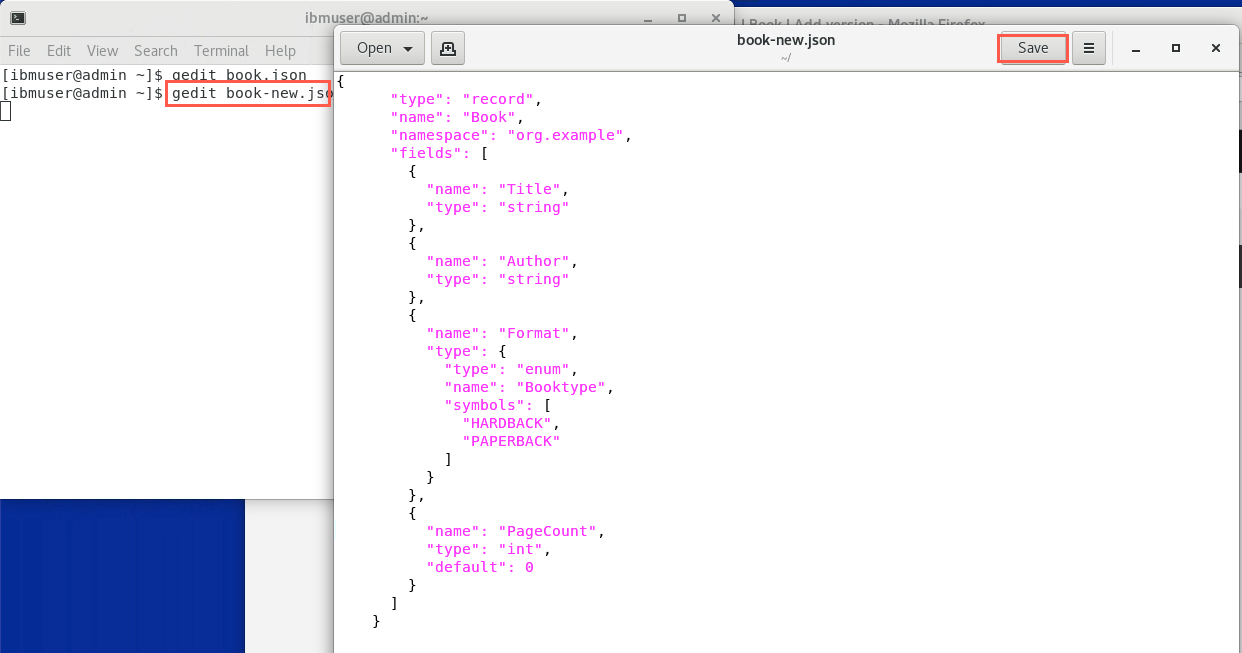 ibmuser@admin:~
File Edit View Search Terminal Help
[ibmuser@admin ~]$ gedit book.json
[ibmuser@admin ~]$ gedit book-new.jso
Book | Add version - Mozilla Firefox
Open
book-new.json
~/
Save
{
"type": "record",
"name": "Book",
"namespace": "org.example",
"fields": [
{
"name": "Title",
"type": "string"
},
{
"name": "Author",
"type": "string"
},
{
"name": "Format",
"type": {
"type": "enum",
"name": "Booktype",
"symbols": [
"HARDBACK",
"PAPERBACK"
]
}
},
{
"name": "PageCount",
"type": "int",
"default": 0
}
]
}